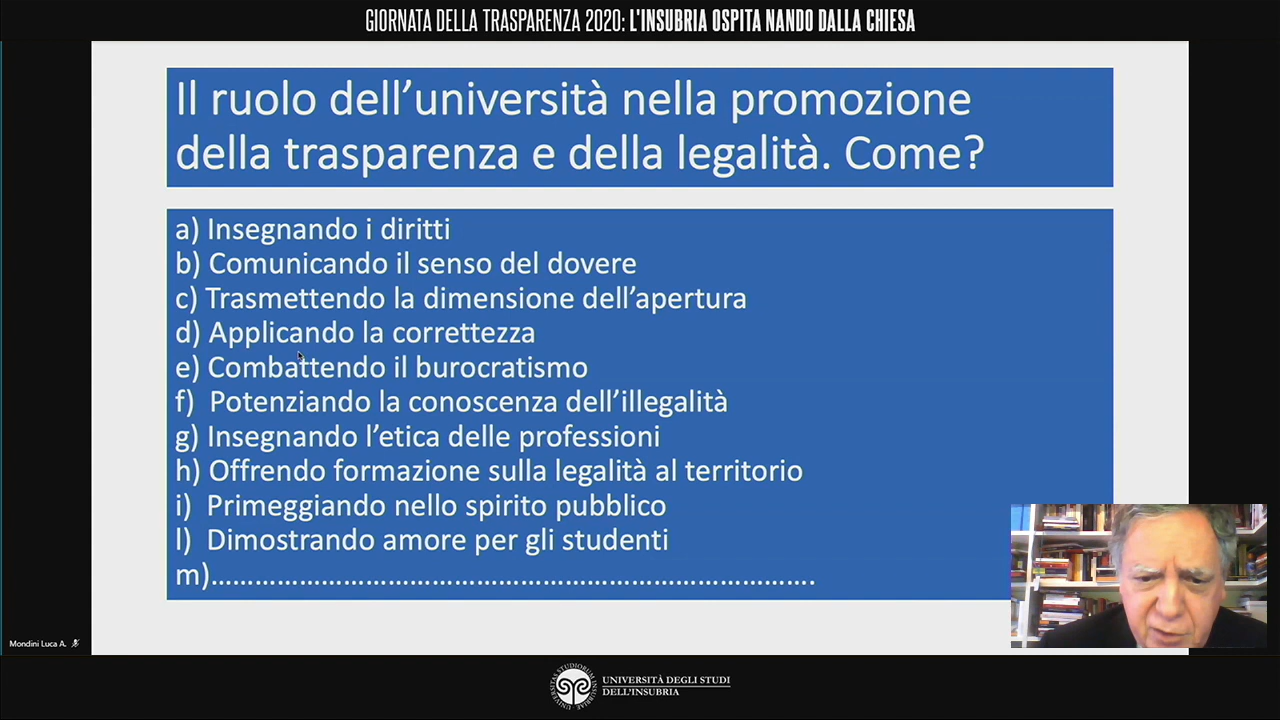 GIORNATA DELLA TRASPARENZA 2020: L'INSUBRIA OSPITA NANDO DALLA CHIESA
Il ruolo dell’università nella promozione
della trasparenza e della legalità. Come?
a) Insegnando i diritti
b) Comunicando il senso del dovere
c) Trasmettendo la dimensione dell’apertura
d) Applicando la correttezza
e) Combattendo il burocratismo
f) Potenziando la conoscenza dell’illegalità
g) Insegnando l’etica delle professioni
h) Offrendo formazione sulla legalità al territorio
i) Primeggiando nello spirito pubblico
l) Dimostrando amore per gli studenti
m)……………………………………………………………………….
Mondini Luca A.
UNIVERSITÀ DEGLI STUDI
DELL'INSUBRIA